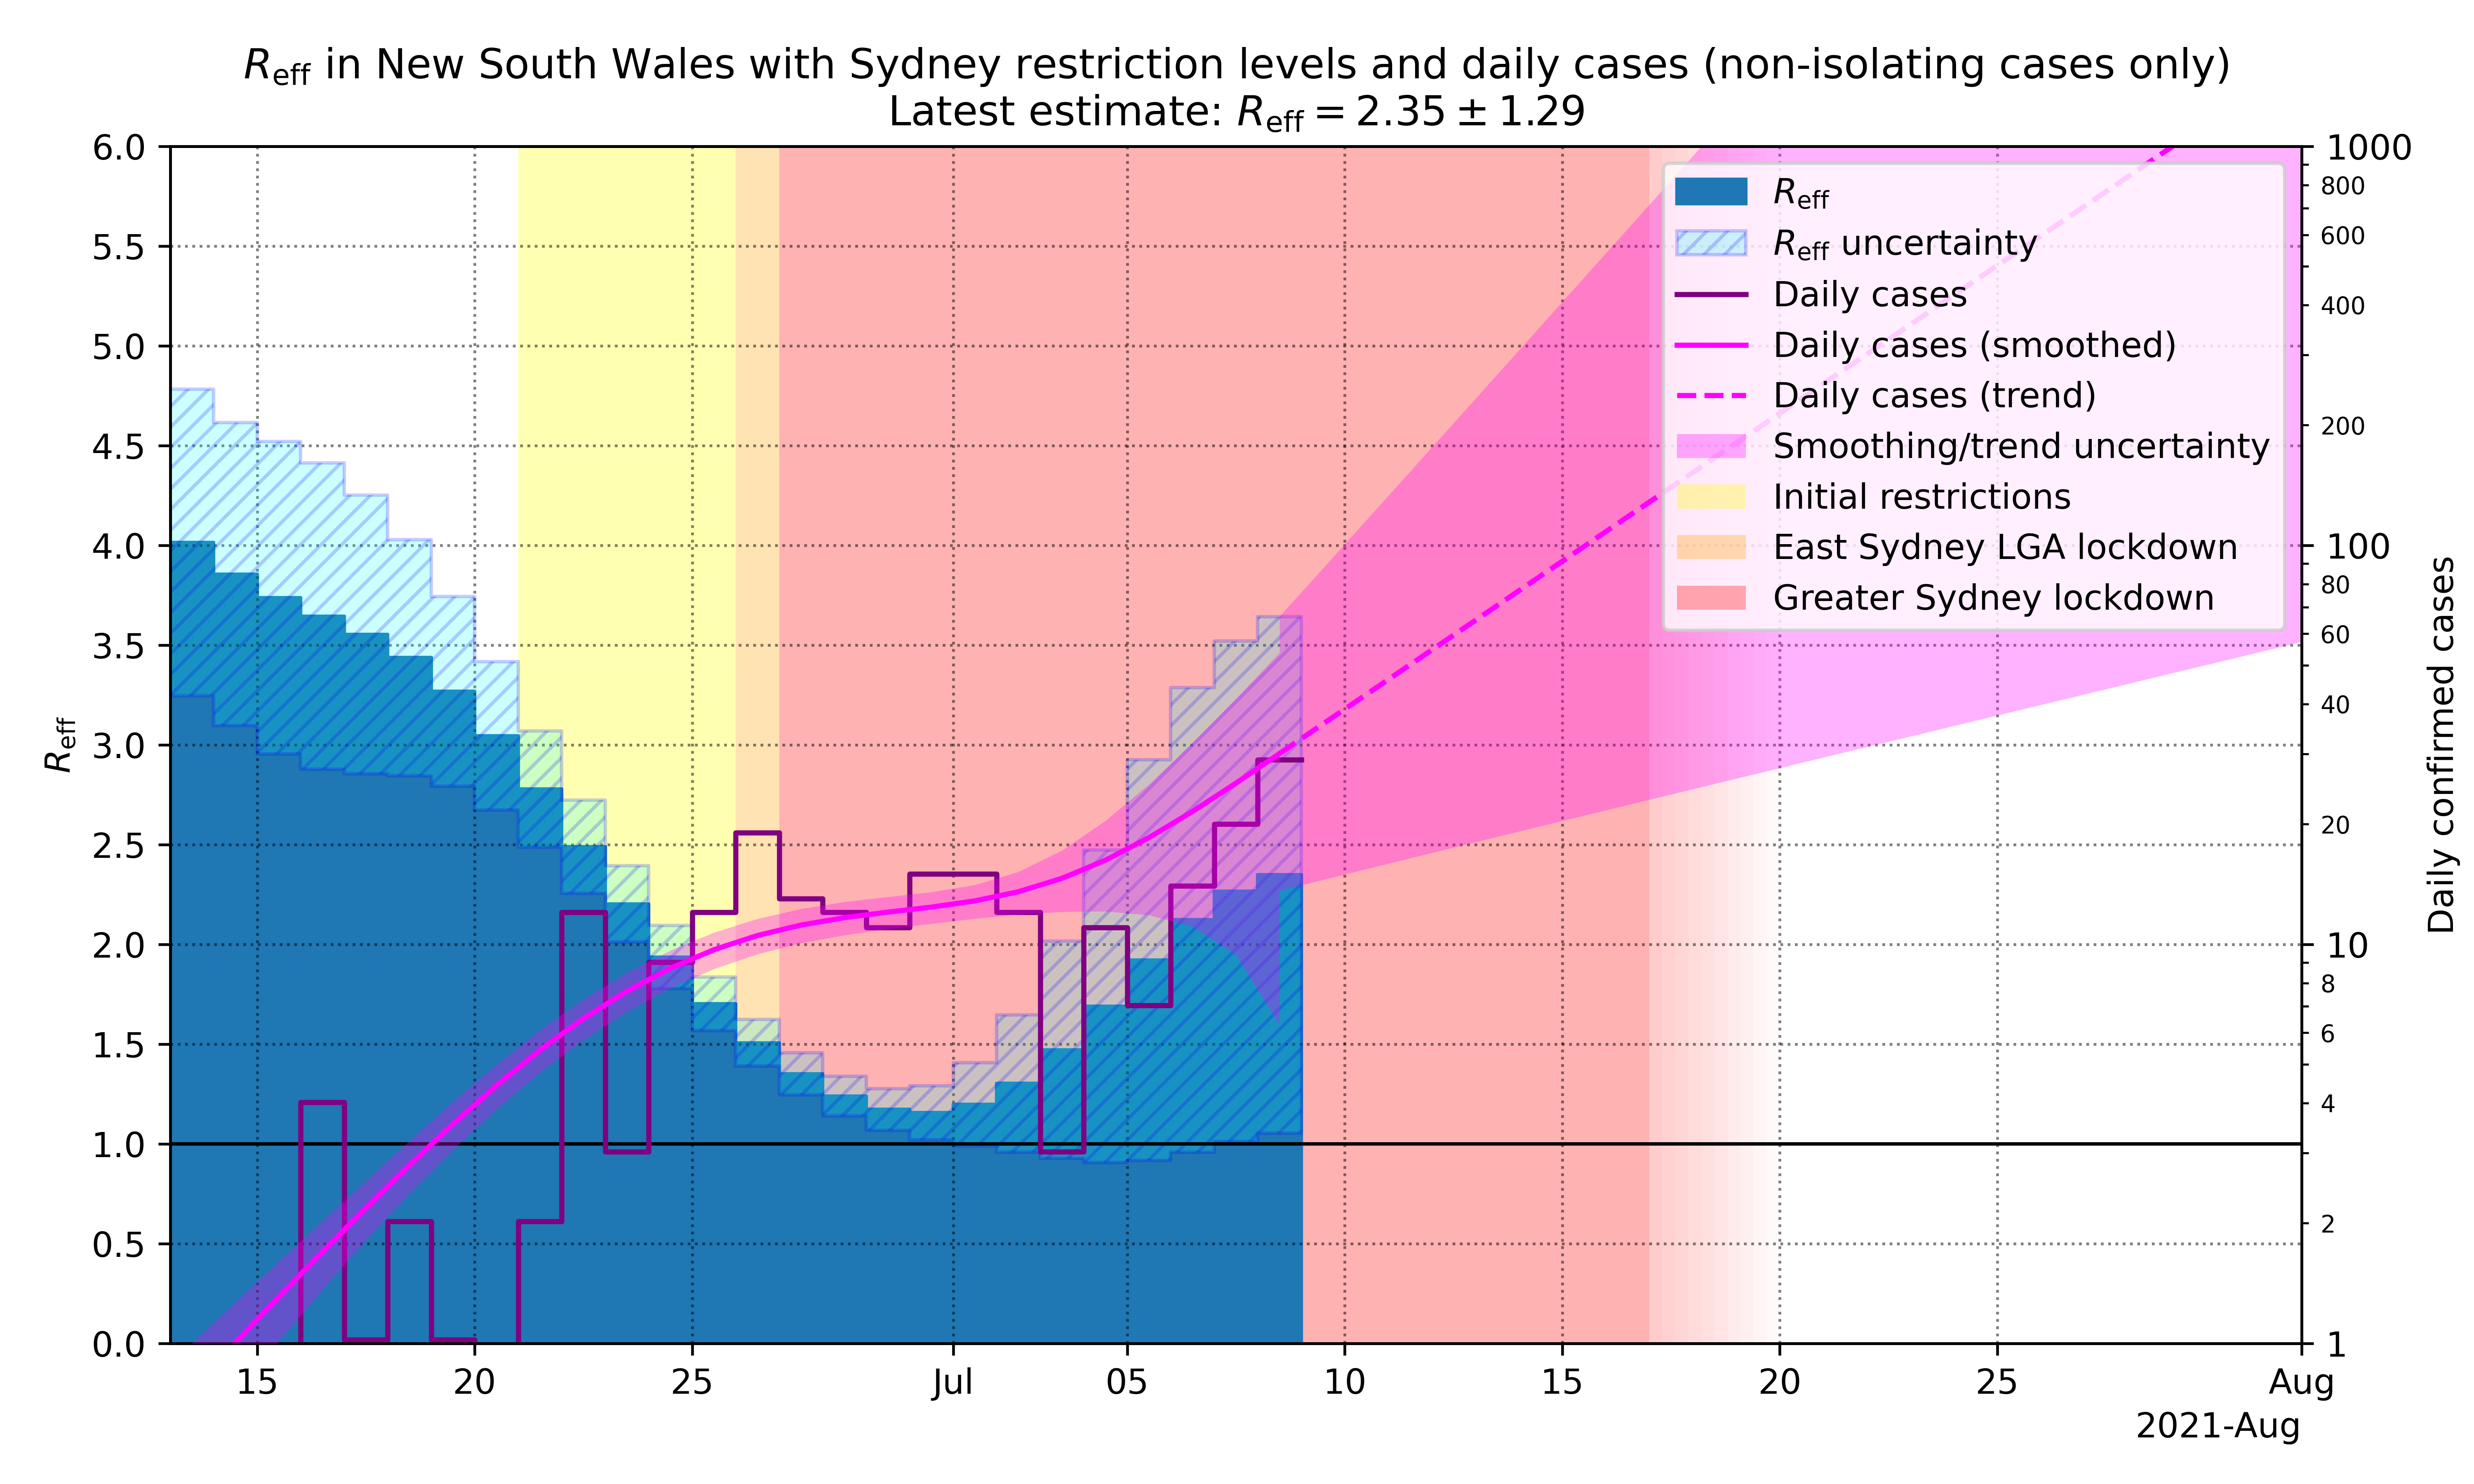 R_eff in New South Wales with Sydney restriction levels and daily cases (non-isolating cases only)
Latest estimate: R_eff = 2.35 ± 1.29
6.0
5.5
5.0
4.5
4.0
3.5
3.0
2.5
2.0
1.5
1.0
0.5
0.0
R_eff
R_eff
R_eff uncertainty
Daily cases
Daily cases (smoothed)
Daily cases (trend)
Smoothing/trend uncertainty
Initial restrictions
East Sydney LGA lockdown
Greater Sydney lockdown
1000
800
600
400
200
100
80
60
40
20
10
8
6
4
2
1
Daily confirmed cases
15 20 25 Jul 05 10 15 20 25 Aug
2021-Aug